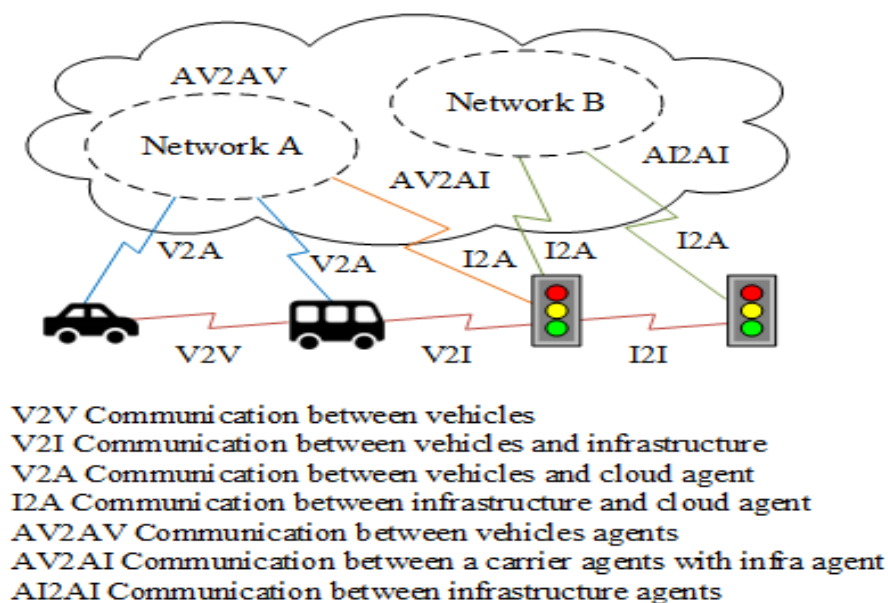 AV2AV
Network B
Network A
AI2AI
AV2AI
V2A
V2A
I2A
I2A
I2A
V2V
V2I
I2I
V2V Communication between vehicles
V2I Communication between vehicles and infrastructure
V2A Communication between vehicles and cloud agent
I2A Communication between infrastructure and cloud agent
AV2AV Communication between vehicles agents
AV2AI Communication between a carrier agents with infra agent
AI2AI Communication between infrastructure agents